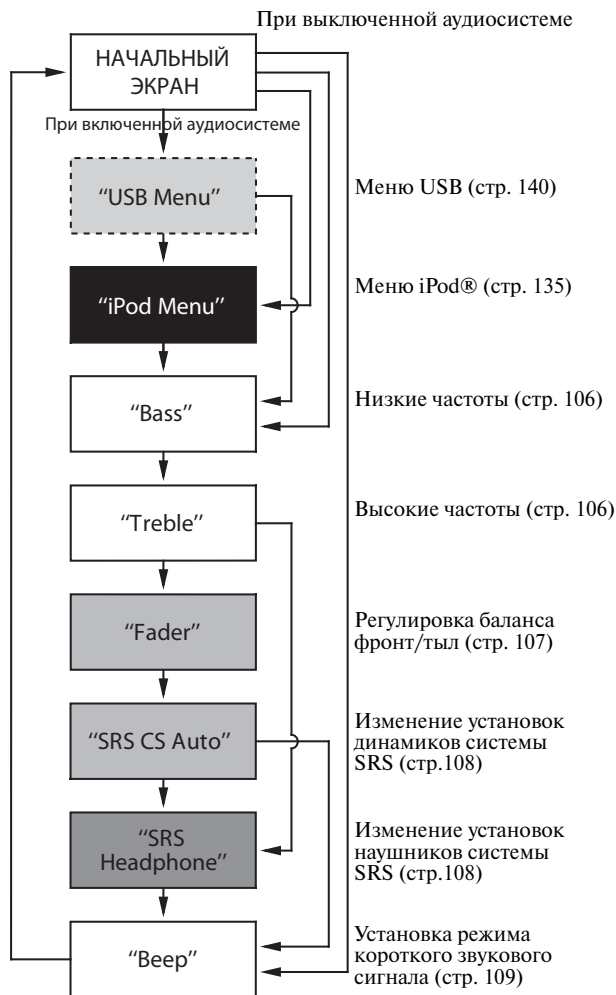 При выключенной аудиосистеме
НАЧАЛЬНЫЙ
ЭКРАН
При включенной аудиосистеме
“USB Menu”
Меню USB (стр. 140)
“iPod Menu”
Меню iPod® (стр. 135)
“Bass”
Низкие частоты (стр. 106)
“Treble”
Высокие частоты (стр. 106)
“Fader”
Регулировка баланса
фронт/тыл (стр. 107)
“SRS CS Auto”
Изменение установок
динамиков системы
SRS (стр.108)
“SRS
Headphone”
Изменение установок
наушников системы
SRS (стр.108)
“Beep”
Установка режима
короткого звукового
сигнала (стр. 109)